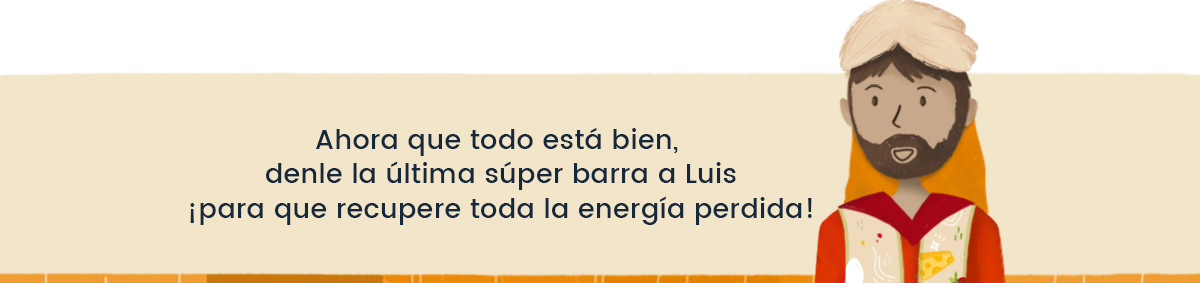 Ahora que todo está bien,
denle la última súper barra a Luis
¡para que recupere toda la energía perdida!